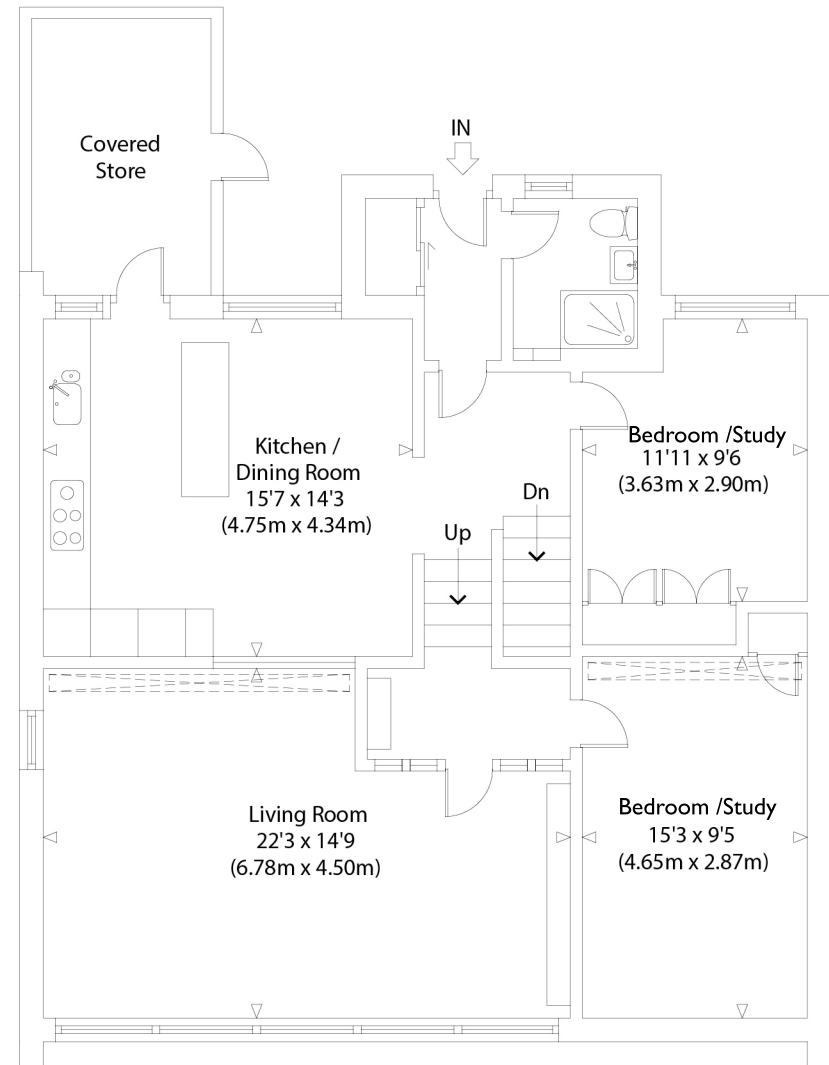 Covered
Store
IN
Kitchen /
Dining Room
15'7 x 14'3
(4.75m x 4.34m)
Up
Dn
Bedroom /Study
11'11 x 9'6
(3.63m x 2.90m)
Living Room
22'3 x 14'9
(6.78m x 4.50m)
Bedroom /Study
15'3 x 9'5
(4.65m x 2.87m)